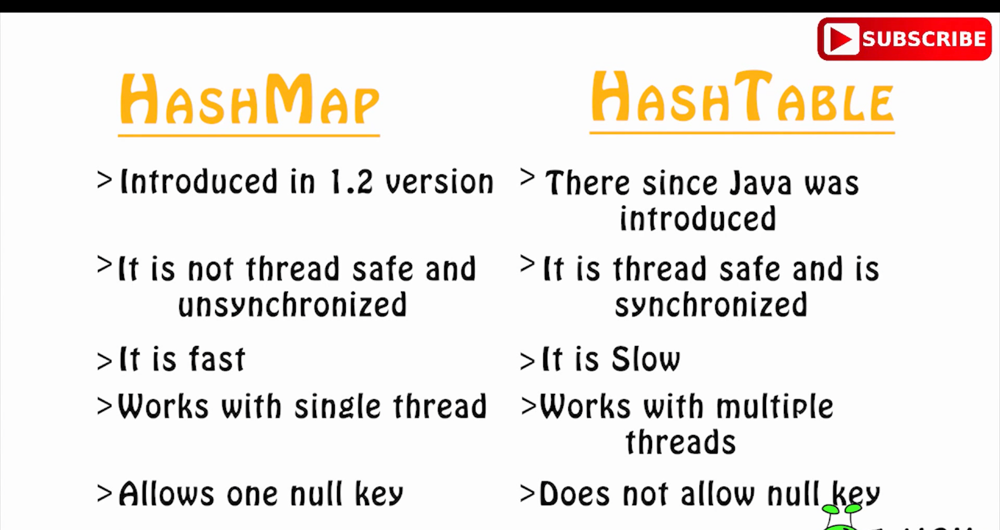 SUBSCRIBE
HashMap
HashTable
> Introduced in 1.2 version
> There since Java was
introduced
> It is not thread safe and
unsynchronized
> It is thread safe and is
synchronized
> It is fast
> It is Slow
> Works with single thread
> Works with multiple
threads
> Allows one null key
> Does not allow null key